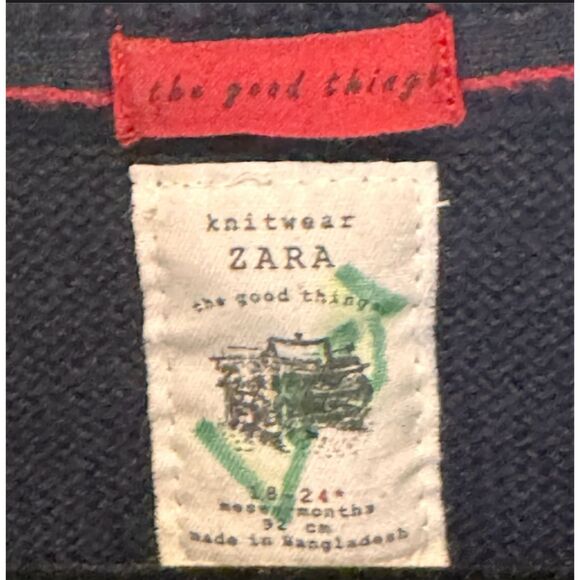 the good things
knitwear
ZARA
the good things
18-24*
meses months
92 cm
made in Bangladesh